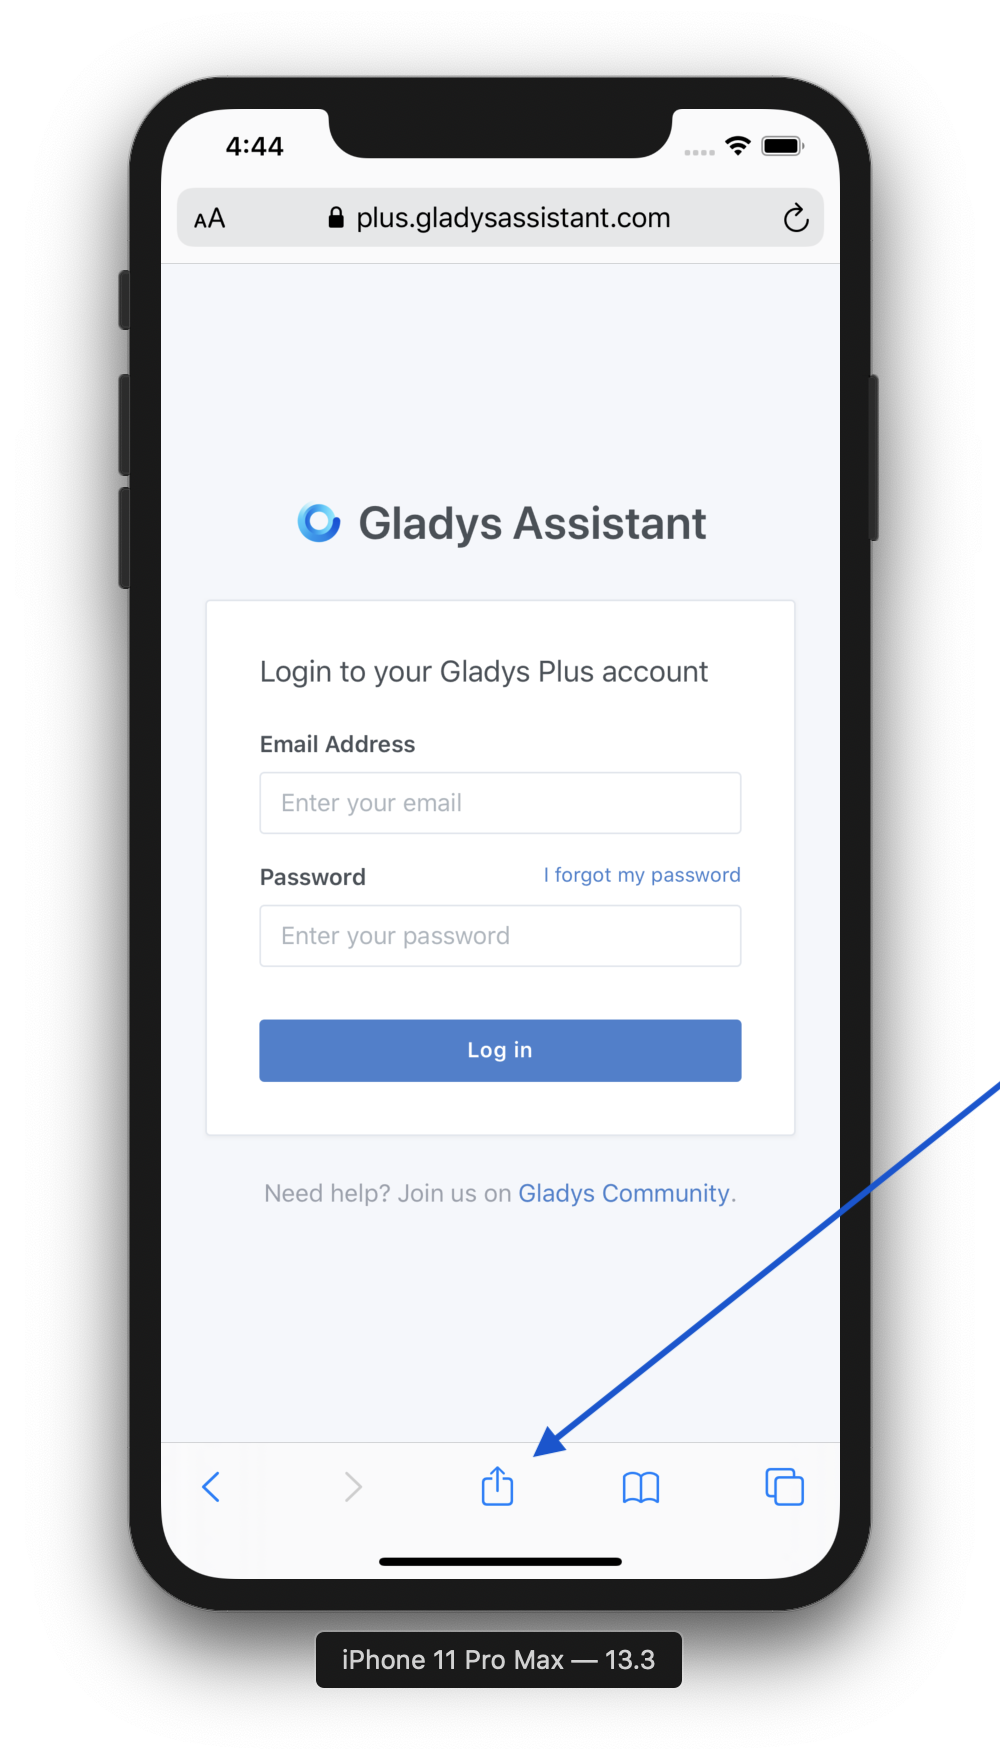 4:44
AA plus.gladysassistant.com
Gladys Assistant
Login to your Gladys Plus account
Email Address
Enter your email
Password I forgot my password
Enter your password
Log in
Need help? Join us on Gladys Community.
iPhone 11 Pro Max — 13.3